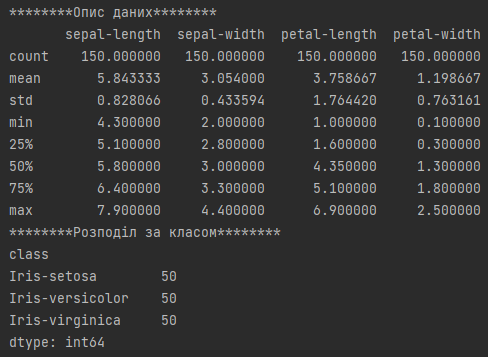 ********Опис даних********
sepal-length sepal-width petal-length petal-width
count 150.000000 150.000000 150.000000 150.000000
mean 5.843333 3.054000 3.758667 1.198667
std 0.828066 0.433594 1.764420 0.763161
min 4.300000 2.000000 1.000000 0.100000
25% 5.100000 2.800000 1.600000 0.300000
50% 5.800000 3.000000 4.350000 1.300000
75% 6.400000 3.300000 5.100000 1.800000
max 7.900000 4.400000 6.900000 2.500000
********Розподіл за класом********
class
Iris-setosa 50
Iris-versicolor 50
Iris-virginica 50
dtype: int64